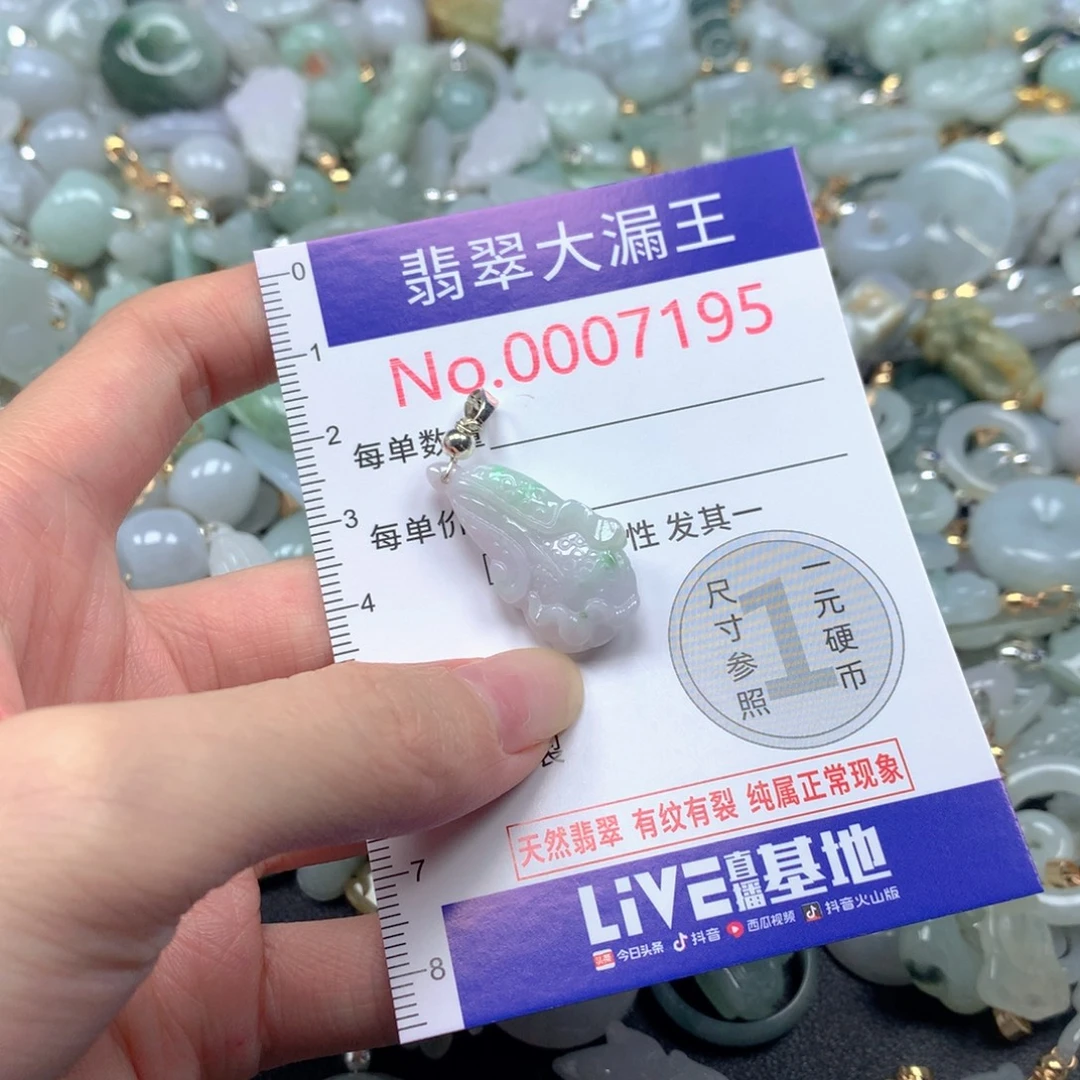 翡翠大漏王
No.0007195
0
1
2
3
4
7
8
每单数
每单价
性 发其一
[
尺寸参照
1
一元硬币
裂
天然翡翠 有纹有裂 纯属正常现象
LiVE直播基地
今日头条 抖音 西瓜视频 抖音火山版